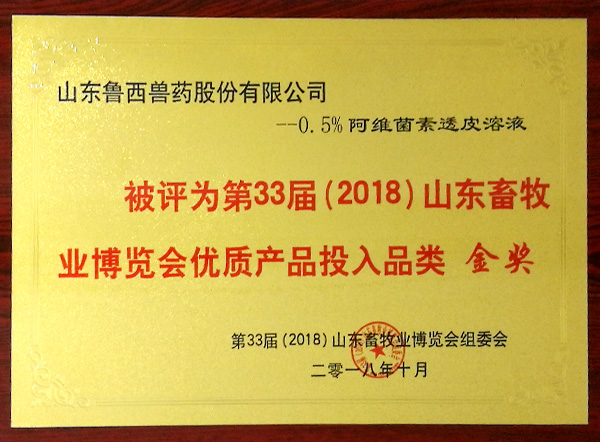 山东鲁西兽药股份有限公司
--0.5%阿维菌素透皮溶液
被评为第33届(2018)山东畜牧
业博览会优质产品投入品类 金奖
第33届(2018)山东畜牧业博览会组委会
二零一八年十月